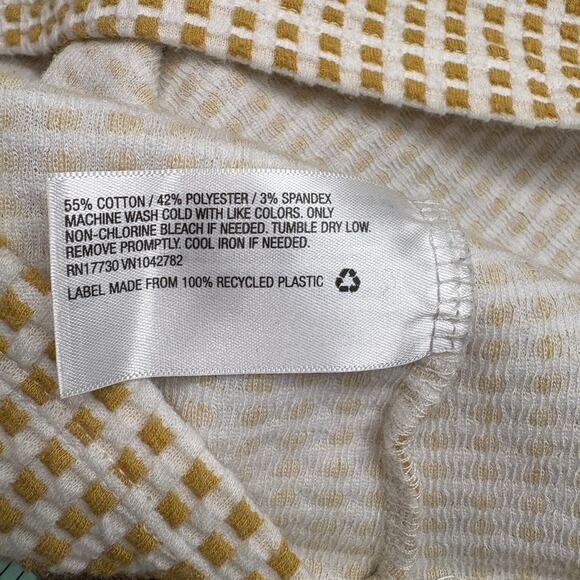 55% COTTON / 42% POLYESTER / 3% SPANDEX
MACHINE WASH COLD WITH LIKE COLORS. ONLY
NON-CHLORINE BLEACH IF NEEDED. TUMBLE DRY LOW.
REMOVE PROMPTLY. COOL IRON IF NEEDED.
RN17730 VN1042782
LABEL MADE FROM 100% RECYCLED PLASTIC